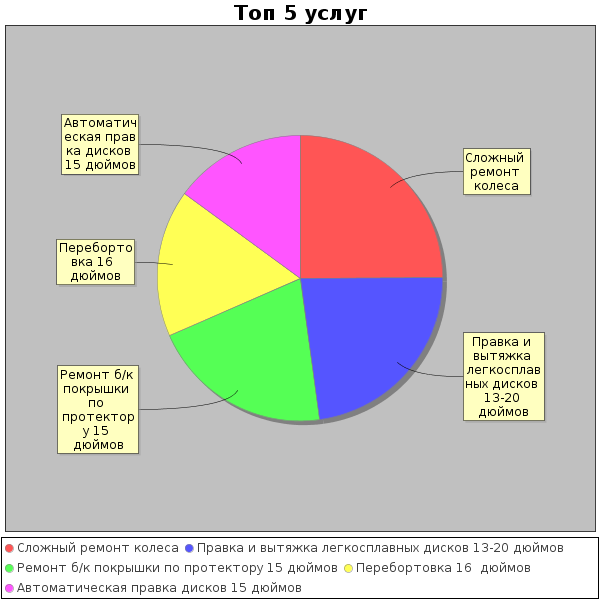 Топ 5 услуг
Автоматич
еская прав
ка дисков
15 дюймов
Сложный
ремонт
колеса
Переборто
вка 16
дюймов
Правка и
вытяжка
легкосплав
ных дисков
13-20
дюймов
Ремонт б/к
покрышки
по
протектор
у 15
дюймов
Сложный ремонт колеса Правка и вытяжка легкосплавных дисков 13-20 дюймов
Ремонт б/к покрышки по протектору 15 дюймов Перебортовка 16 дюймов
Автоматическая правка дисков 15 дюймов